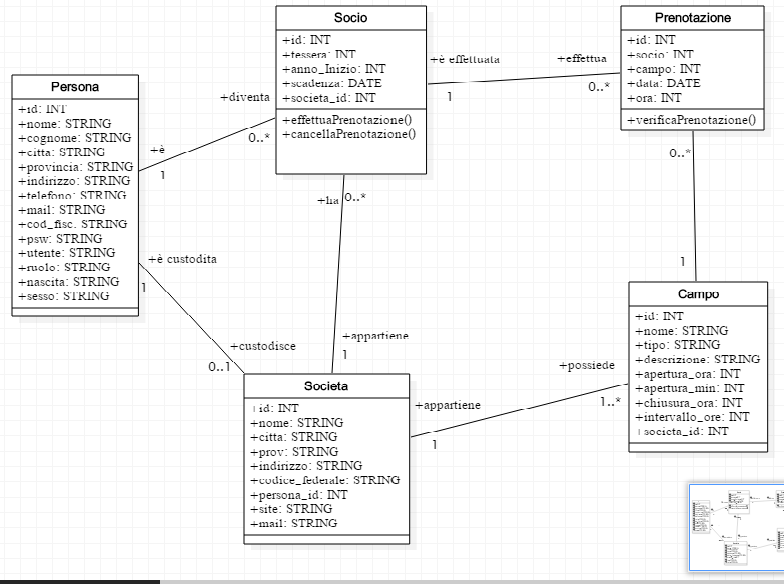 Socio
+id: INT
+tessera: INT
+anno_Inizio: INT
+scadenza: DATE
+societa_id: INT
+effettuaPrenotazione()
+cancellaPrenotazione()
Prenotazione
+id: INT
+socio: INT
+campo: INT
+data: DATE
+ora: INT
+verificaPrenotazione()
+è effettuata
1
+effettua
0..*
Persona
+id: INT
+nome: STRING
+cognome: STRING
+citta: STRING
+provincia: STRING
+indirizzo: STRING
+telefono: STRING
+mail: STRING
+cod_fisc. STRING
+psw: STRING
+utente: STRING
+ruolo: STRING
+nascita: STRING
+sesso: STRING
+diventa
0..*
+è
1
+ha
0..*
0..*
1
+è custodita
1
+custodisce
0..1
+appartiene
1
Campo
+id: INT
+nome: STRING
+tipo: STRING
+descrizione: STRING
+apertura_ora: INT
+apertura_min: INT
+chiusura_ora: INT
+intervallo_ore: INT
+societa_id: INT
+possiede
1..*
+appartiene
1
Societa
+id: INT
+nome: STRING
+citta: STRING
+prov: STRING
+indirizzo: STRING
+codice_federale: STRING
+persona_id: INT
+site: STRING
+mail: STRING